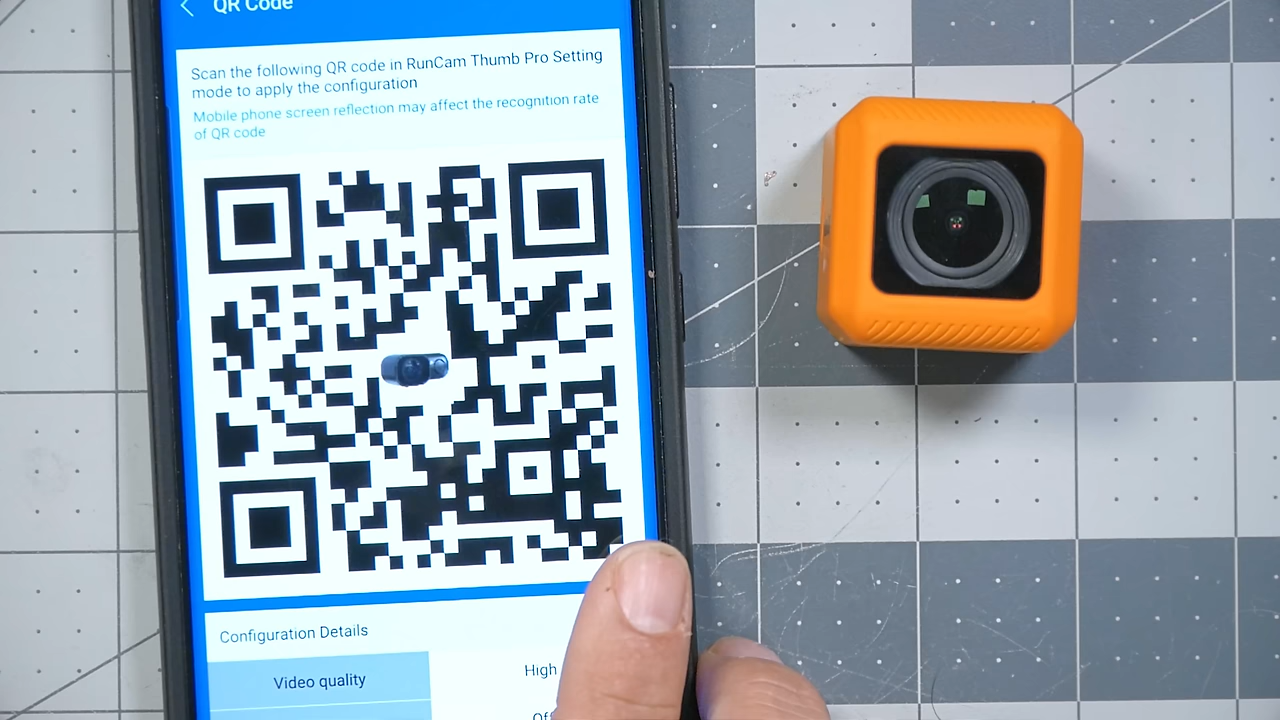 QR Code
Scan the following QR code in RunCam Thumb Pro Setting
mode to apply the configuration
Mobile phone screen reflection may affect the recognition rate
of QR code
Configuration Details
Video quality
High